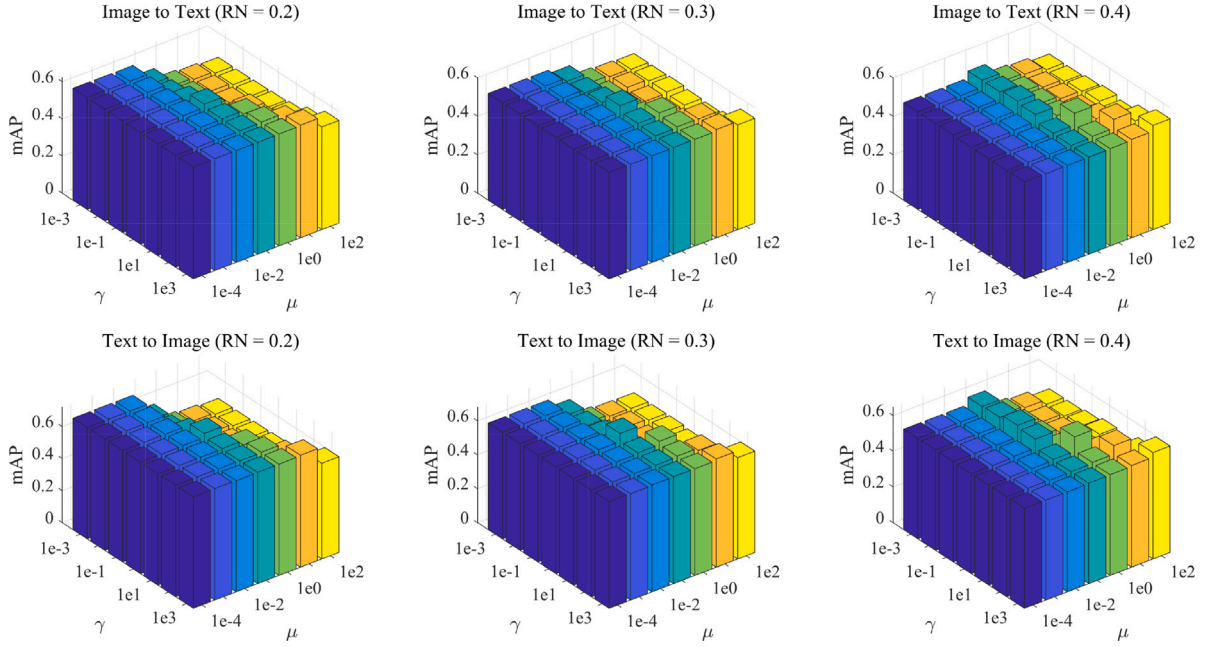 Image to Text (RN = 0.2)
0.6
0.4
0.2
0
mAP
1e-3
1e-1
1e1
1e3
γ
1e-4
1e-2
1e0
1e2
μ
Image to Text (RN = 0.3)
0.6
0.4
0.2
0
mAP
1e-3
1e-1
1e1
1e3
γ
1e-4
1e-2
1e0
1e2
μ
Image to Text (RN = 0.4)
0.6
0.4
0.2
0
mAP
1e-3
1e-1
1e1
1e3
γ
1e-4
1e-2
1e0
1e2
μ
Text to Image (RN = 0.2)
0.6
0.4
0.2
0
mAP
1e-3
1e-1
1e1
1e3
γ
1e-4
1e-2
1e0
1e2
μ
Text to Image (RN = 0.3)
0.6
0.4
0.2
0
mAP
1e-3
1e-1
1e1
1e3
γ
1e-4
1e-2
1e0
1e2
μ
Text to Image (RN = 0.4)
0.6
0.4
0.2
0
mAP
1e-3
1e-1
1e1
1e3
γ
1e-4
1e-2
1e0
1e2
μ